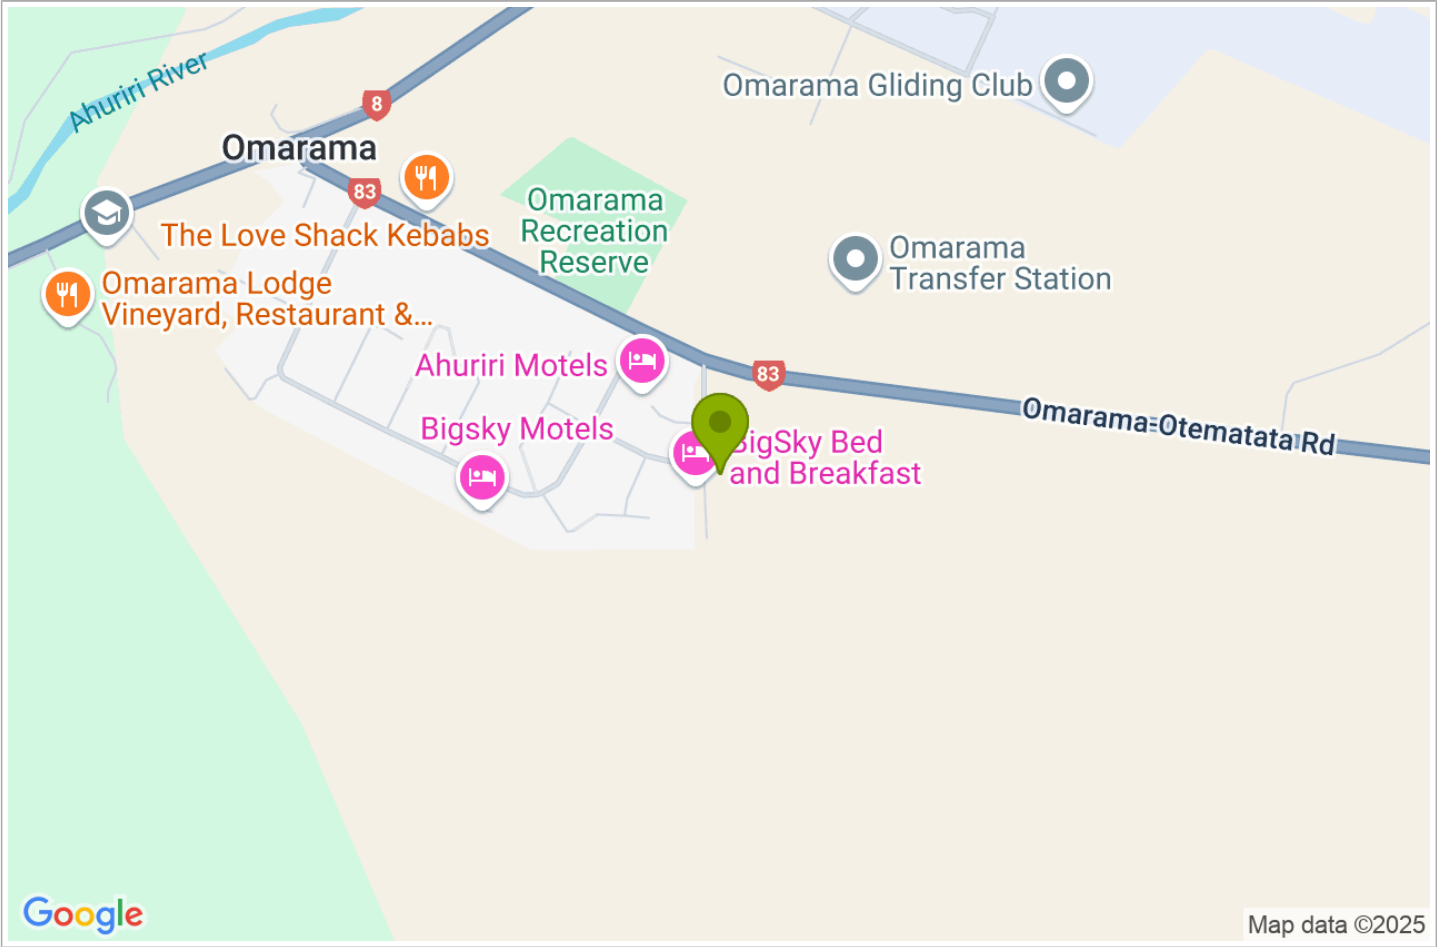 Ahuriri River
8
Omarama Gliding Club
Omarama
83
The Love Shack Kebabs
Omarama
Recreation
Reserve
Omarama
Transfer Station
Omarama Lodge
Vineyard, Restaurant &...
Ahuriri Motels
83
Omarama-Otematata Rd
Bigsky Motels
BigSky Bed
and Breakfast
Google
Map data ©2025